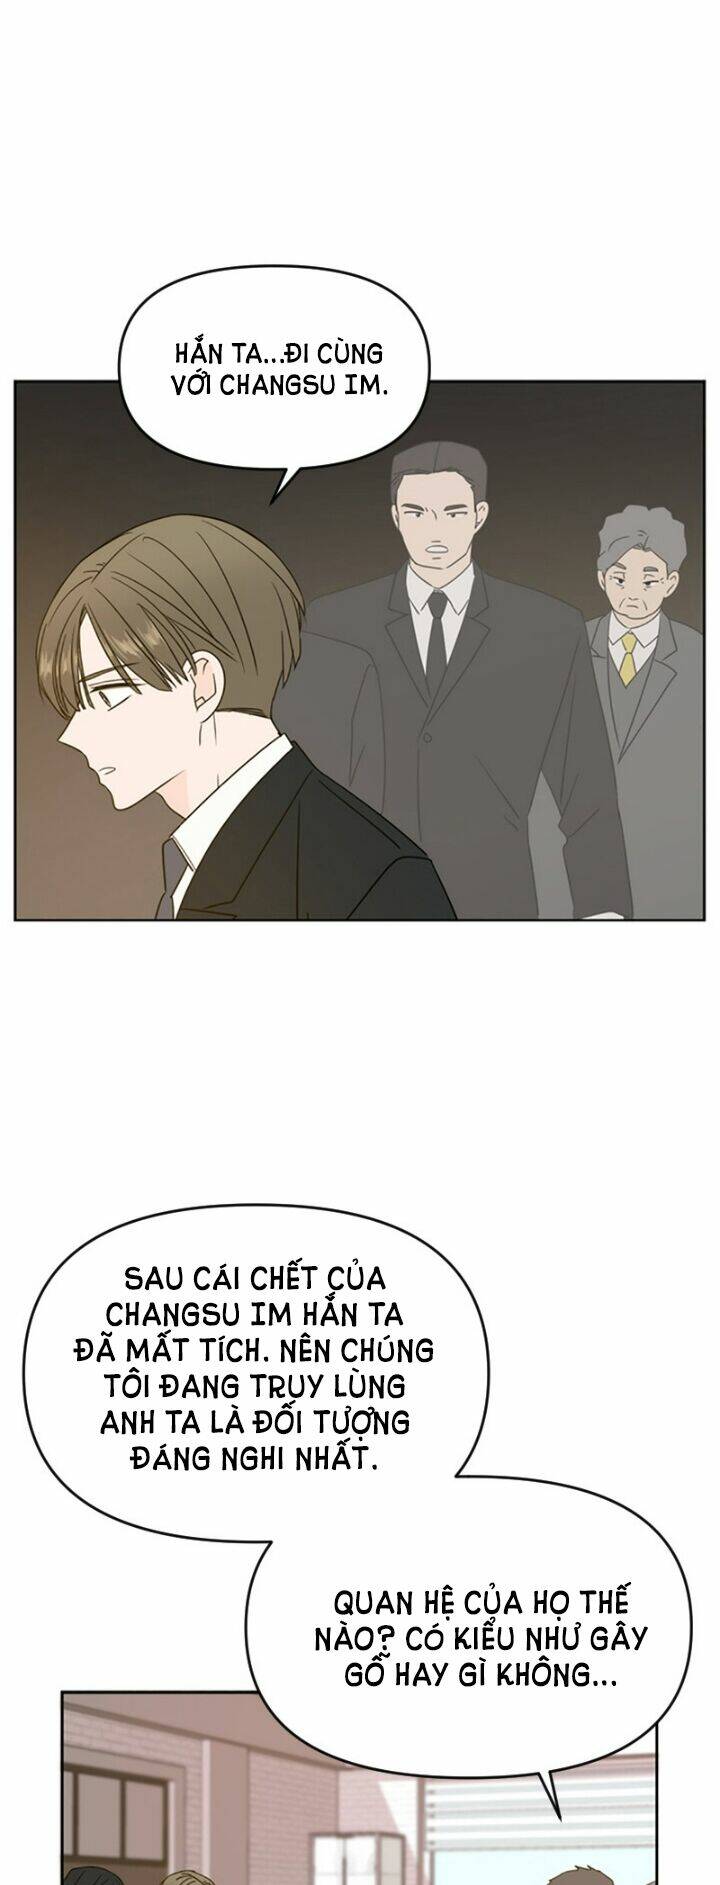 HẮN TA...ĐI CÙNG
VỚI CHANGSU IM.
SAU CÁI CHẾT CỦA
CHANGSU IM HẮN TA
ĐÃ MẤT TÍCH. NÊN CHÚNG
TÔI ĐANG TRUY LÙNG
ANH TA LÀ ĐỐI TƯỢNG
ĐÁNG NGHI NHẤT.
QUAN HỆ CỦA HỌ THẾ
NÀO? CÓ KIỂU NHƯ GÂY
GỔ HAY GÌ KHÔNG...